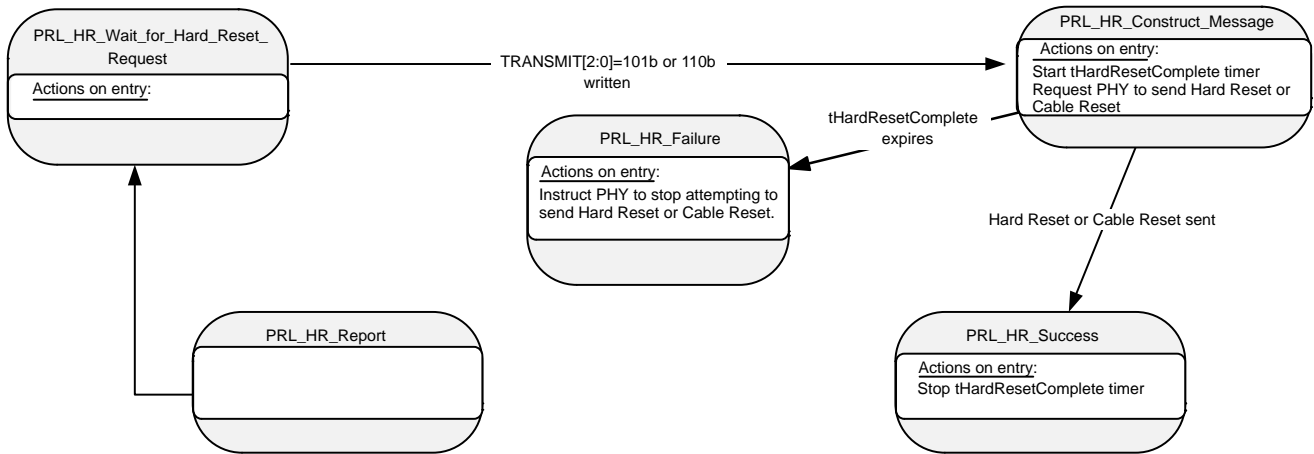 PRL_HR_Wait_for_Hard_Reset_
Request
Actions on entry:
TRANSMIT[2:0]=101b or 110b
written
PRL_HR_Construct_Message
Actions on entry:
Start tHardResetComplete timer
Request PHY to send Hard Reset or
Cable Reset
tHardResetComplete
expires
PRL_HR_Failure
Actions on entry:
Instruct PHY to stop attempting to
send Hard Reset or Cable Reset.
Hard Reset or Cable Reset sent
PRL_HR_Report
PRL_HR_Success
Actions on entry:
Stop tHardResetComplete timer